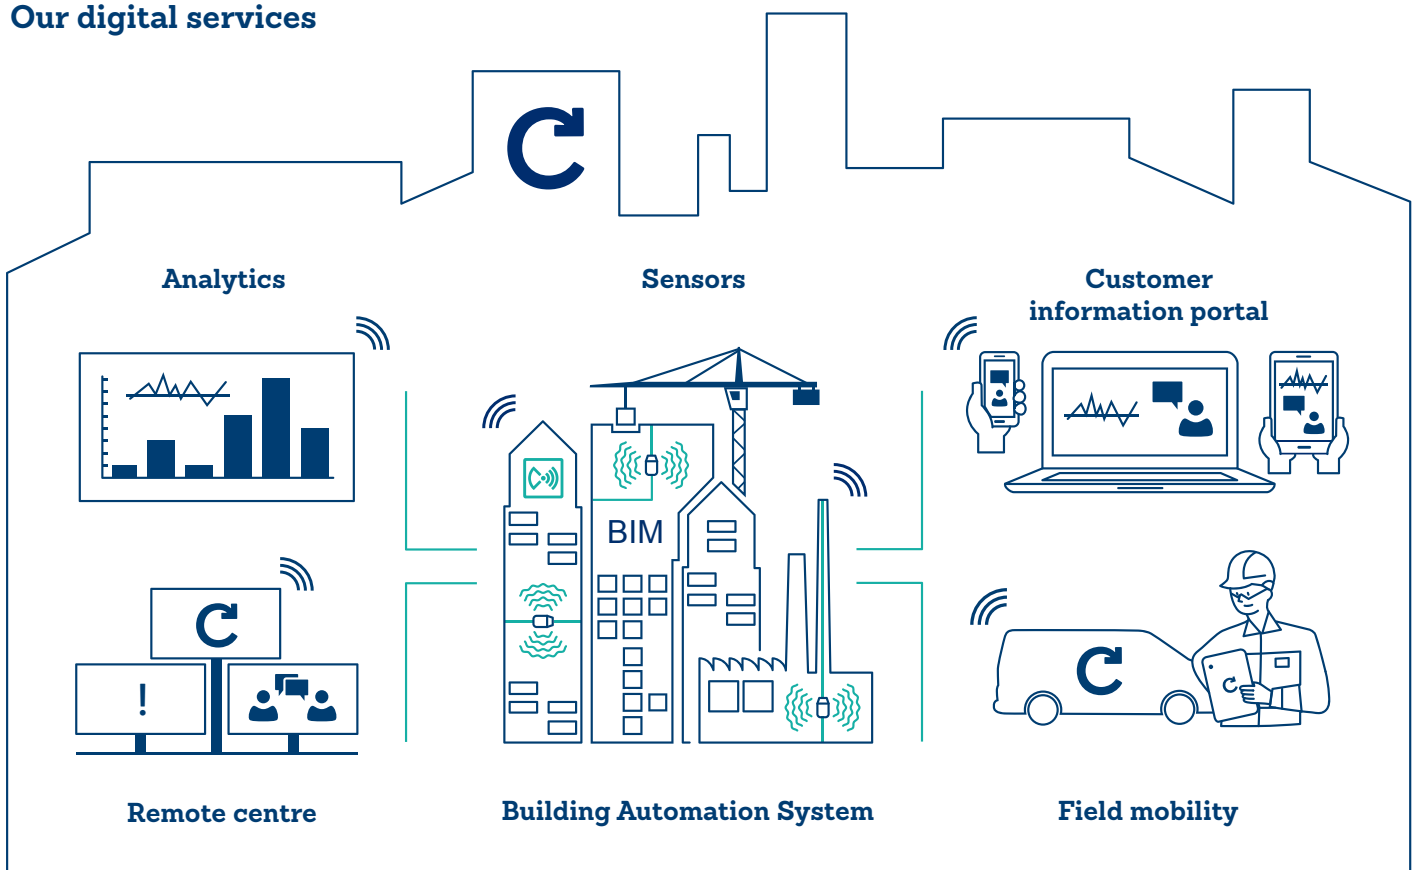 Our digital services
Analytics
Sensors
Customer
information portal
BIM
!
Remote centre
Building Automation System
Field mobility